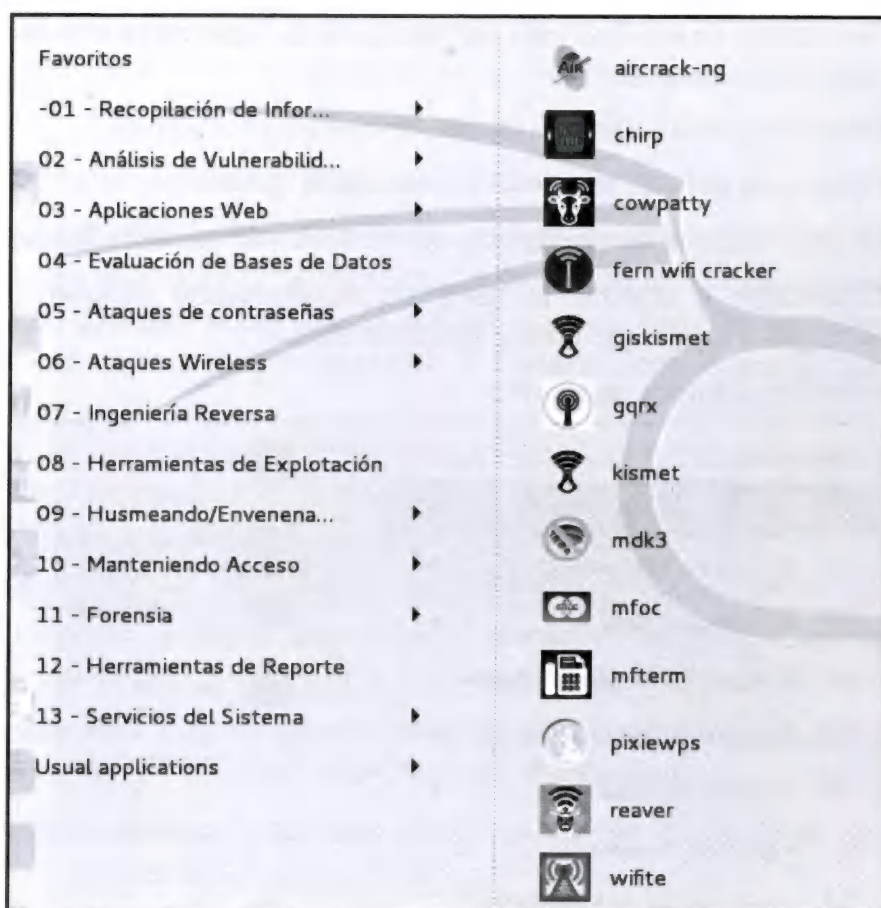 Favoritos
-01 - Recopilación de Infor...
02 - Análisis de Vulnerabilid...
03 - Aplicaciones Web
04 - Evaluación de Bases de Datos
05 - Ataques de contraseñas
06 - Ataques Wireless
07 - Ingeniería Reversa
08 - Herramientas de Explotación
09 - Husmeando/Envenena...
10 - Manteniendo Acceso
11 - Forensia
12 - Herramientas de Reporte
13 - Servicios del Sistema
Usual applications
aircrack-ng
chirp
cowpatty
fern wifi cracker
giskismet
gqrx
kismet
mdk3
mfoc
mfterm
pixiewps
reaver
wifite